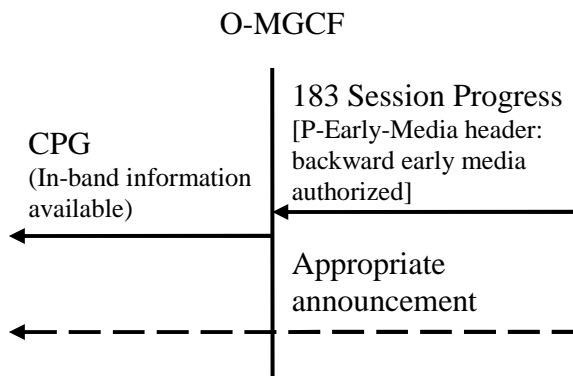 O-MGCF
183 Session Progress
[P-Early-Media header:
backward early media
authorized]
CPG
(In-band information
available)
Appropriate
announcement